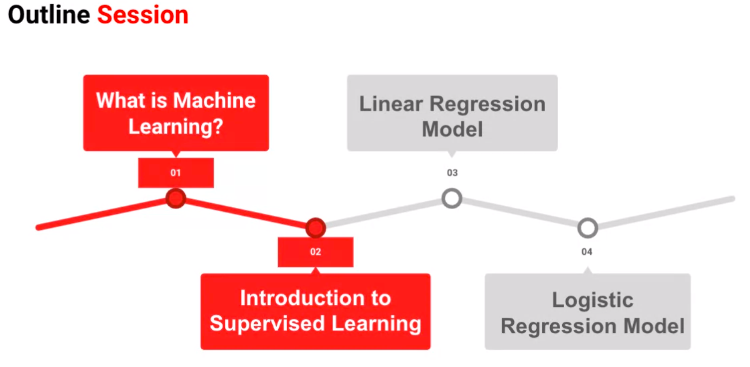 Outline Session
What is Machine
Learning?
01
02
Introduction to
Supervised Learning
Linear Regression
Model
03
04
Logistic
Regression Model